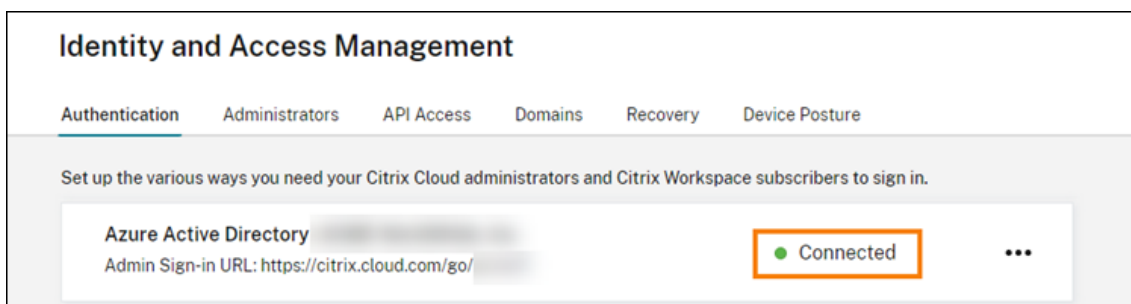 Identity and Access Management
Authentication Administrators API Access Domains Recovery Device Posture
Set up the various ways you need your Citrix Cloud administrators and Citrix Workspace subscribers to sign in.
Azure Active Directory
Admin Sign-in URL: https://citrix.cloud.com/go/
Connected